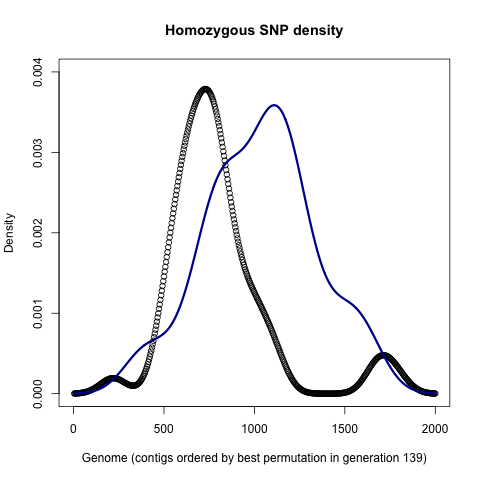 Homozygous SNP density
Density
0.004
0.003
0.002
0.001
0.000
0 500 1000 1500 2000
Genome (contigs ordered by best permutation in generation 139)